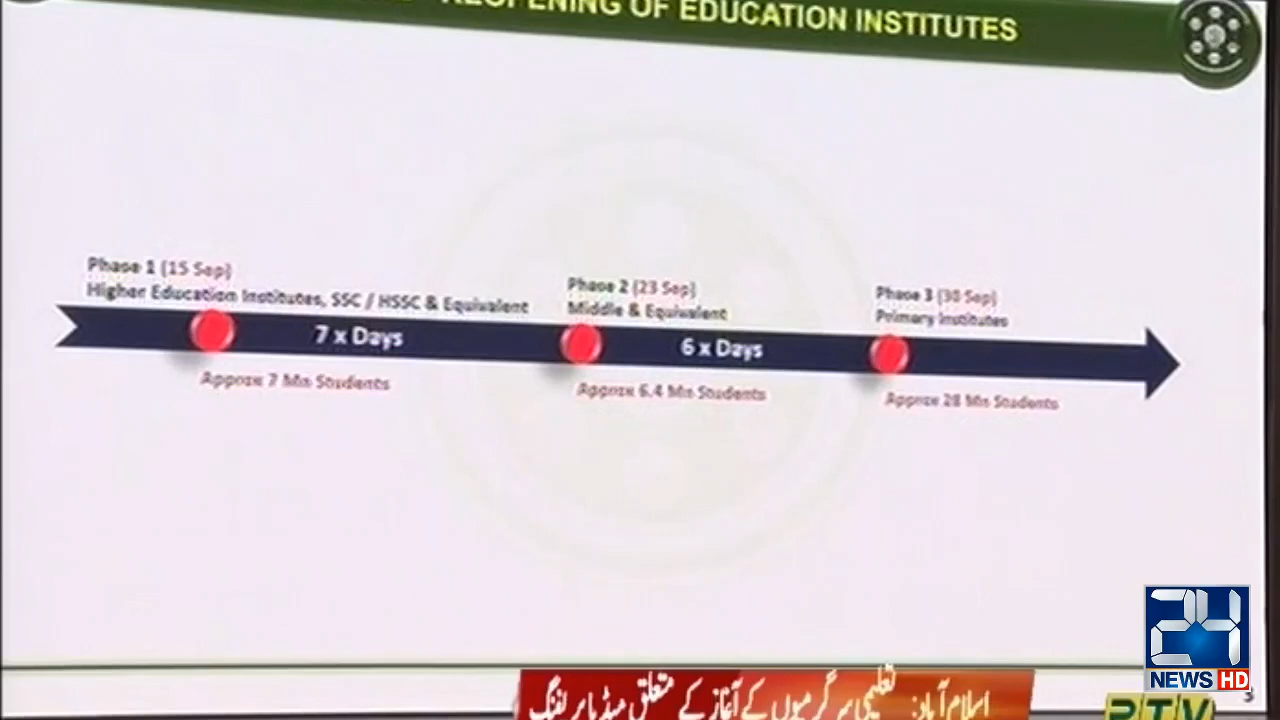 REOPENING OF EDUCATION INSTITUTES
Phase 1 (15 Sep)
Higher Education Institutes, SSC / HSSC & Equivalent
7 x Days
Approx 7 Mn Students
Phase 2 (23 Sep)
Middle & Equivalent
6 x Days
Approx 6.4 Mn Students
Phase 3 (30 Sep)
Primary Institutes
Approx 28 Mn Students
24
NEWS HD
اسلام آباد: تعلیمی سرگرمیوں کے آغاز کے متعلق میڈیا بریفنگ
PTV